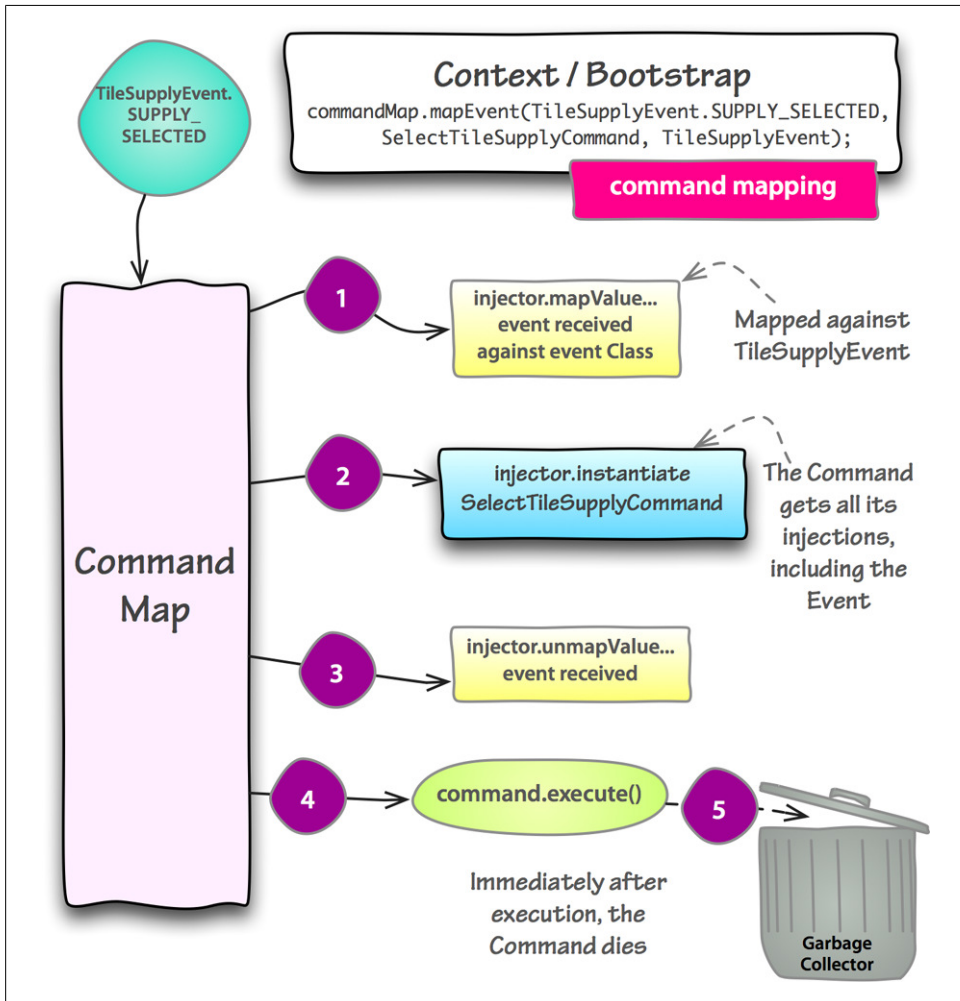 TileSupplyEvent.
SUPPLY_
SELECTED
Context / Bootstrap
commandMap.mapEvent(TileSupplyEvent.SUPPLY_SELECTED,
SelectTileSupplyCommand, TileSupplyEvent);
command mapping
Command
Map
1
injector.mapValue...
event received
against event Class
Mapped against
TileSupplyEvent
2
injector.instantiate
SelectTileSupplyCommand
The Command
gets all its
injections,
including the
Event
3
injector.unmapValue...
event received
4
command.execute()
5
Immediately after
execution, the
Command dies
Garbage
Collector